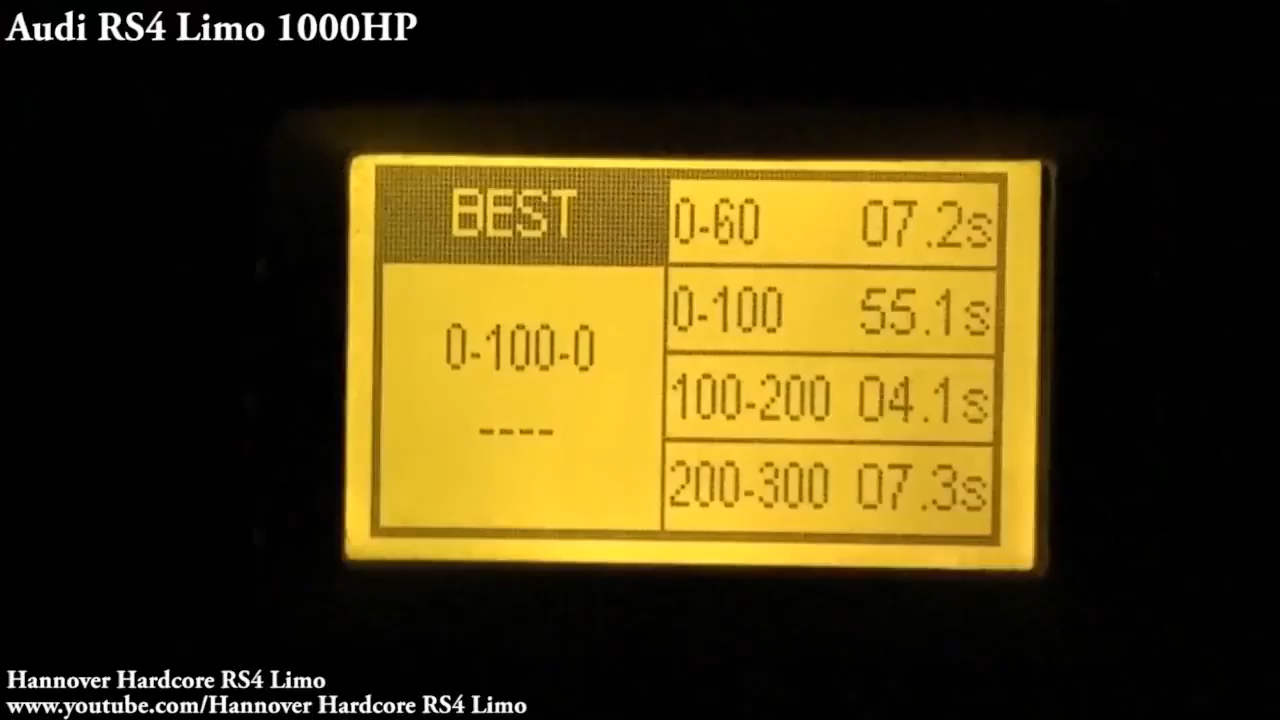 Audi RS4 Limo 1000HP
BEST
0-100-0
----
0-60 07.2s
0-100 55.1s
100-200 04.1s
200-300 07.3s
Hannover Hardcore RS4 Limo
www.youtube.com/Hannover Hardcore RS4 Limo